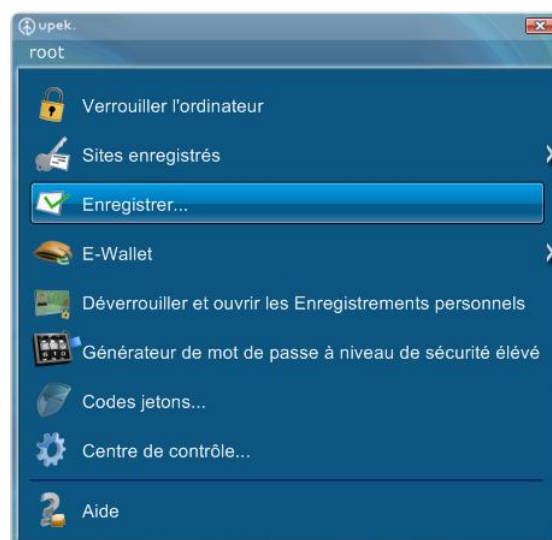 upek.
root
Verrouiller l'ordinateur
Sites enregistrés
Enregistrer...
E-Wallet
Déverrouiller et ouvrir les Enregistrements personnels
Générateur de mot de passe à niveau de sécurité élévé
Codes jetons...
Centre de contrôle...
Aide